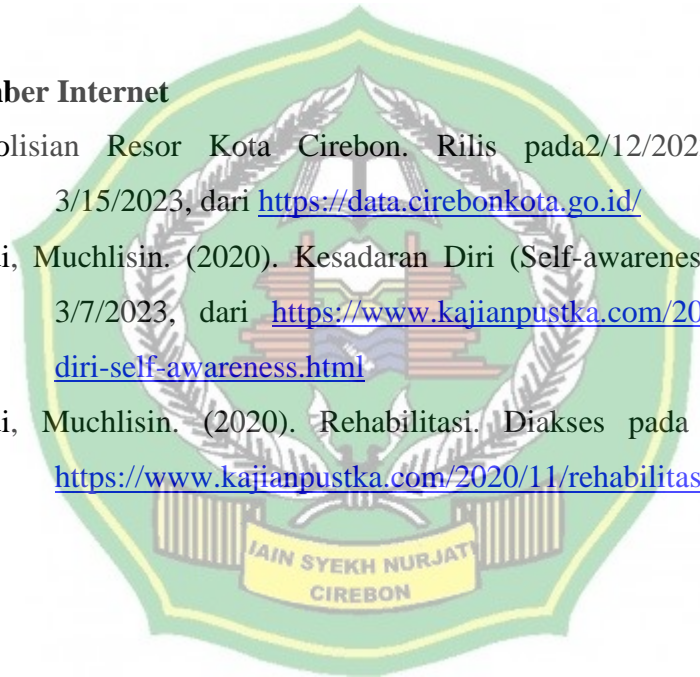 ber Internet
olisian Resor Kota Cirebon. Rilis pada2/12/202
3/15/2023, dari https://data.cirebonkota.go.id/
i, Muchlisin. (2020). Kesadaran Diri (Self-awarenes
3/7/2023, dari https://www.kajianpustka.com/20
diri-self-awareness.html
i, Muchlisin. (2020). Rehabilitasi. Diakses pada
https://www.kajianpustka.com/2020/11/rehabilitas
IAIN SYEKH NURJATI
CIREBON